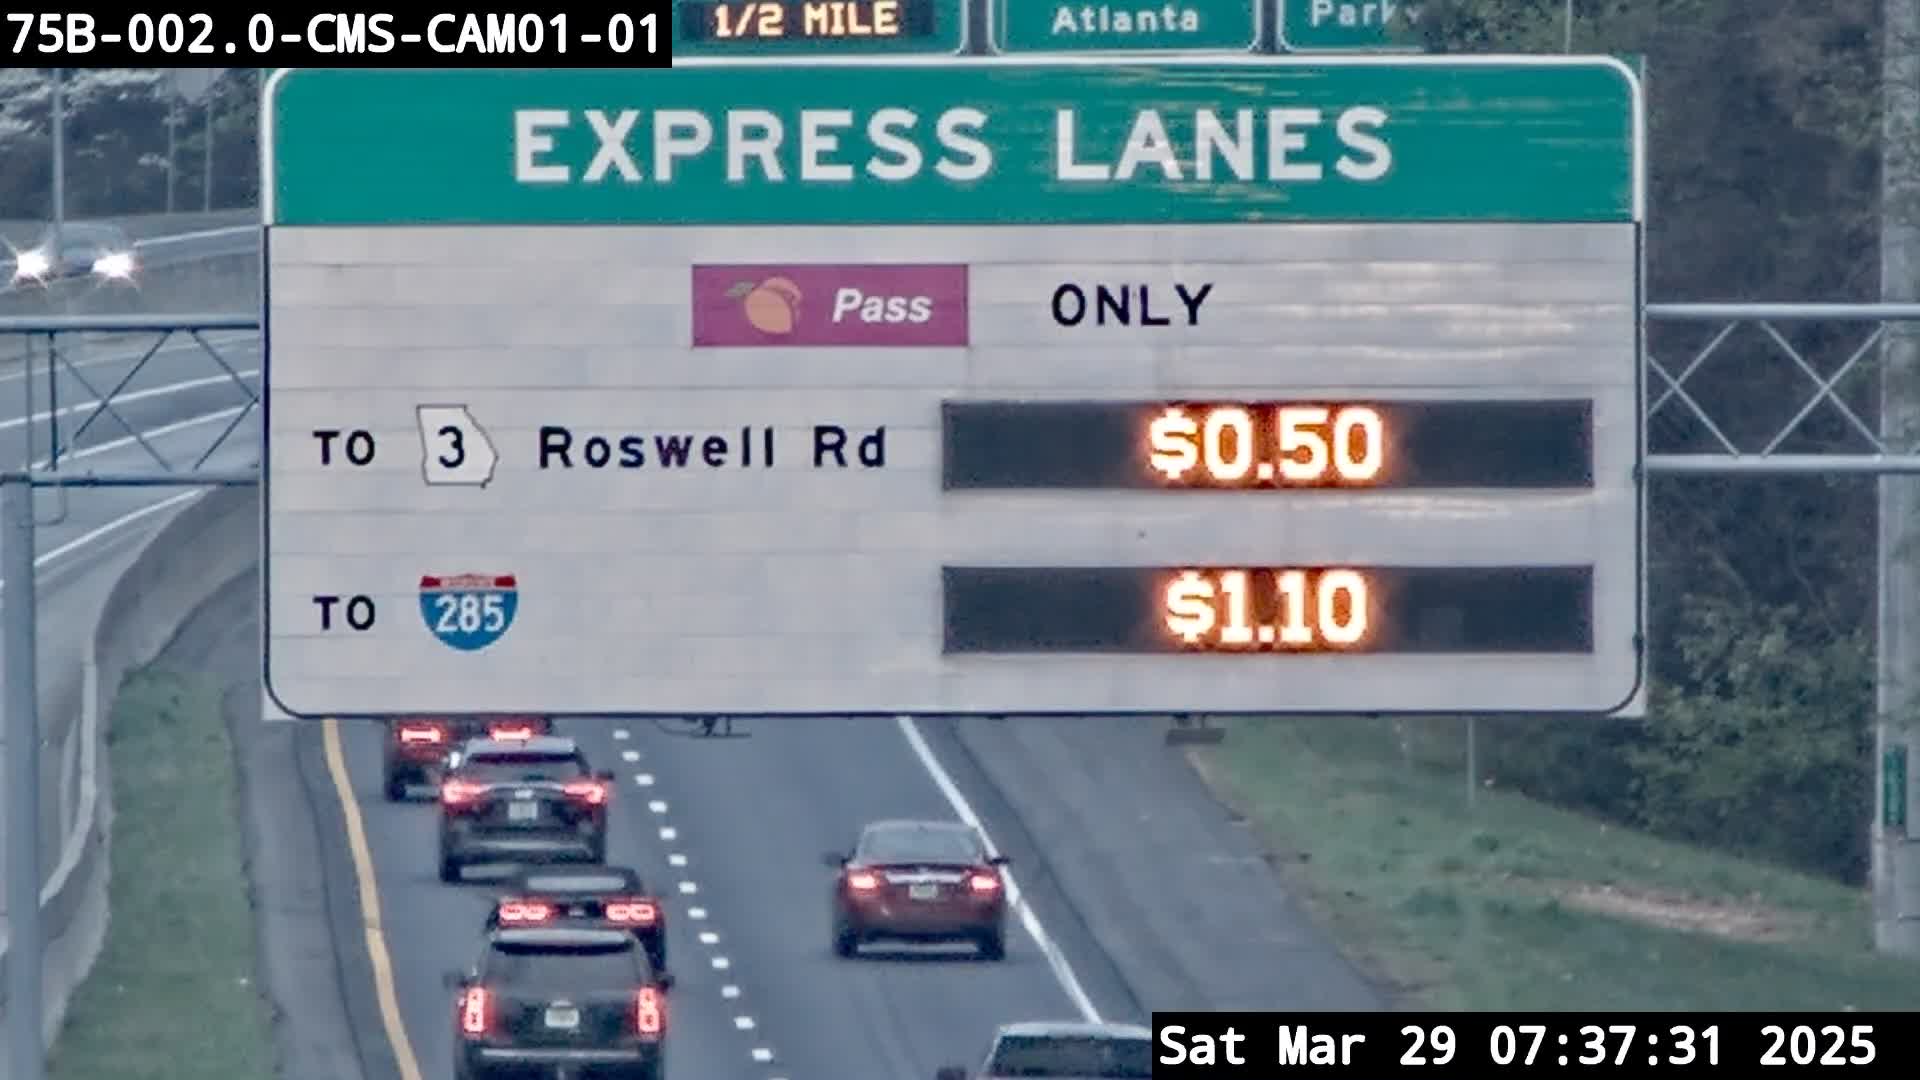 75B-002.0-CMS-CAM01-01
1/2 MILE
Atlanta
EXPRESS LANES
Pass ONLY
TO 3 Roswell Rd $0.50
TO 285 $1.10
Sat Mar 29 07:37:31 2025